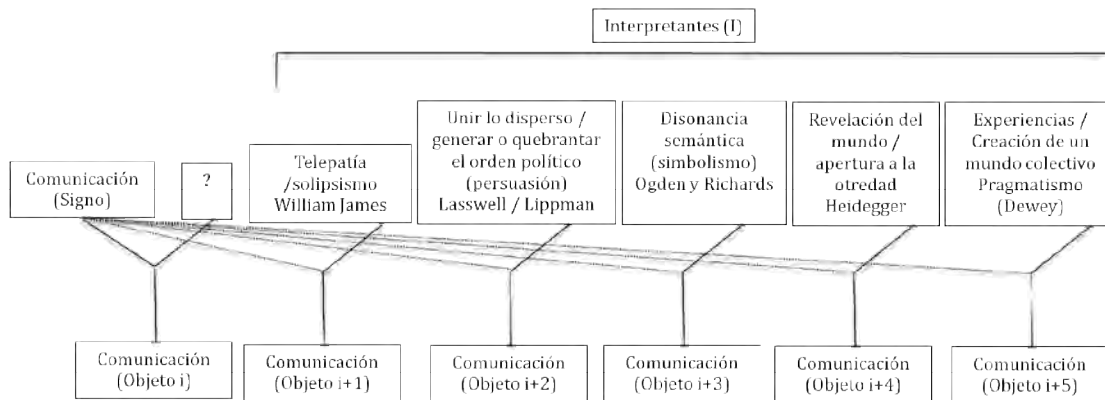 Interpretantes (I)
Comunicación
(Signo)
?
Telepatía
/solipsismo
William James
Unir lo disperso /
generar o quebrantar
el orden político
(persuasión)
Lasswell / Lippman
Disonancia
semántica
(simbolismo)
Ogden y Richards
Revelación del
mundo /
apertura a la
otredad
Heidegger
Experiencias /
Creación de un
mundo colectivo
Pragmatismo
(Dewey)
Comunicación
(Objeto i)
Comunicación
(Objeto i+1)
Comunicación
(Objeto i+2)
Comunicación
(Objeto i+3)
Comunicación
(Objeto i+4)
Comunicación
(Objeto i+5)